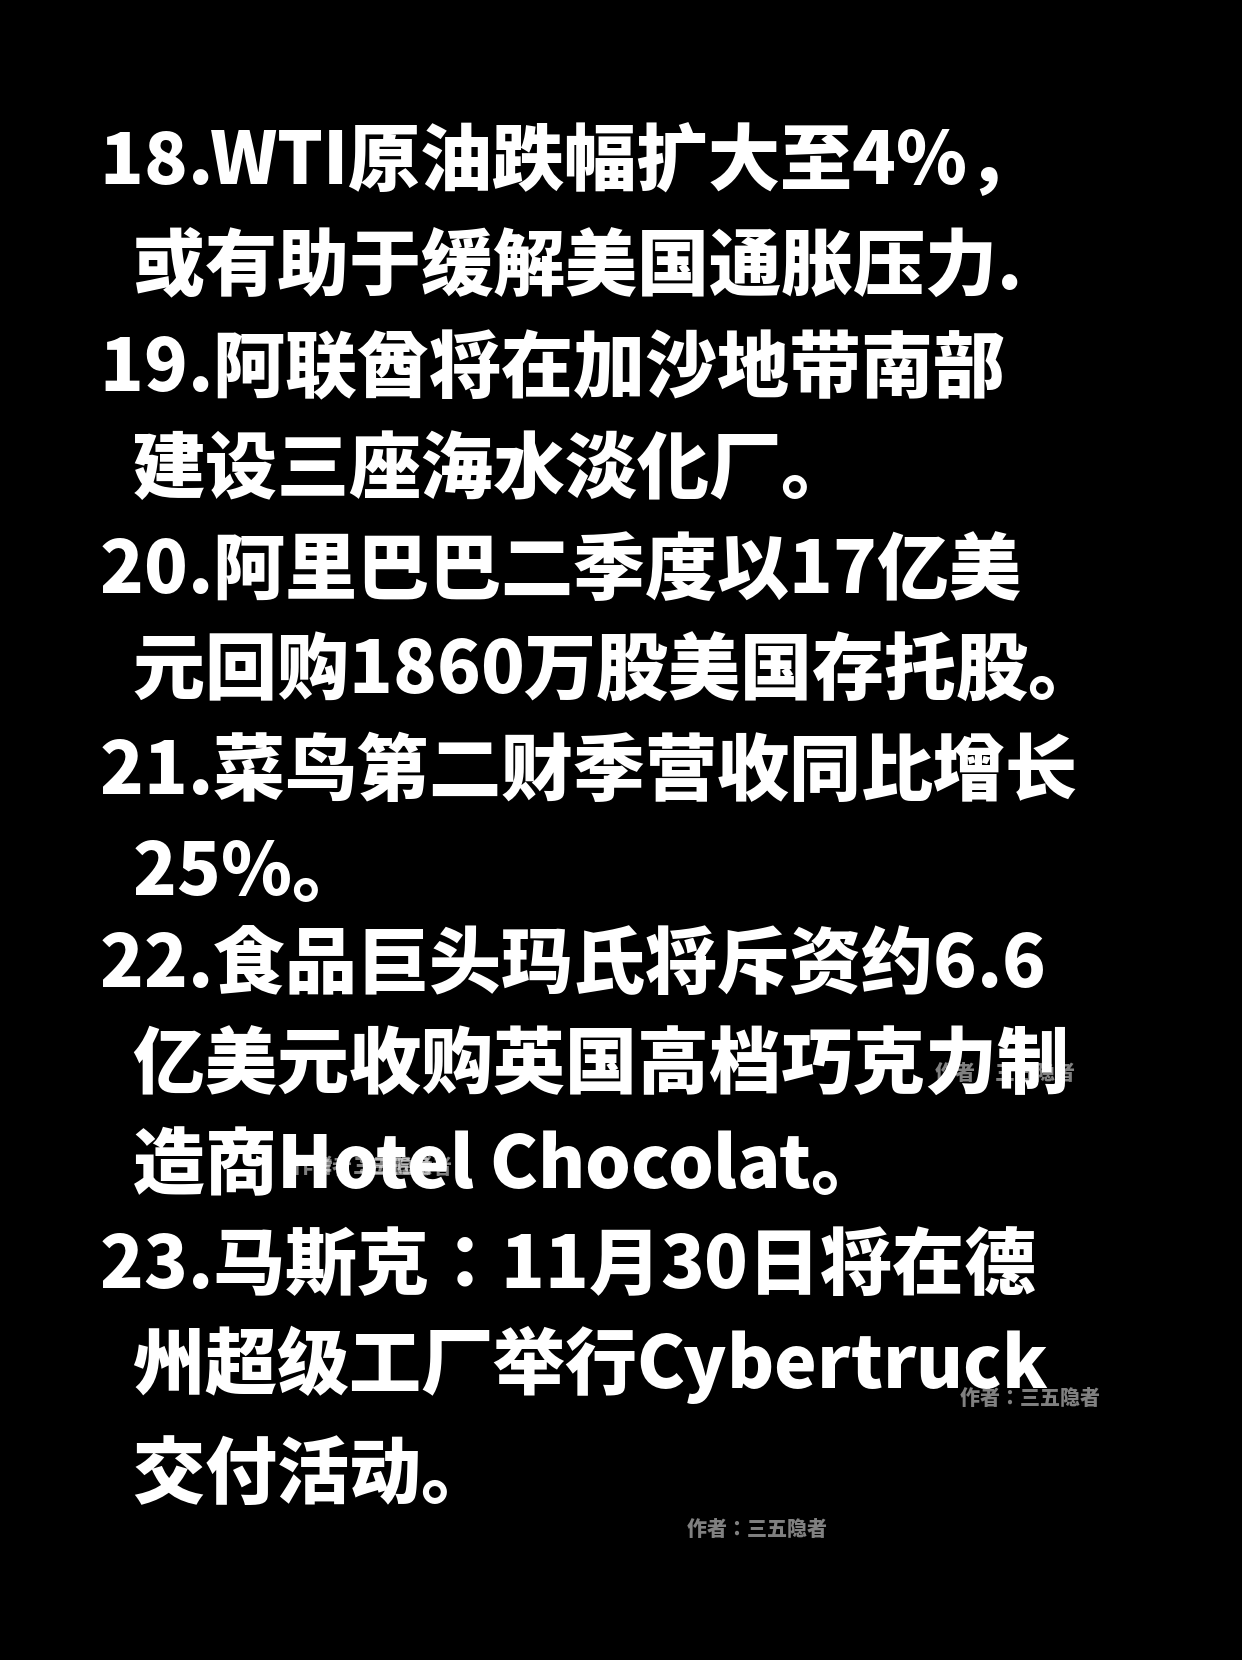 18.WTI原油跌幅扩大至4%，
或有助于缓解美国通胀压力.
19.阿联酋将在加沙地带南部
建设三座海水淡化厂。
20.阿里巴巴二季度以17亿美
元回购1860万股美国存托股。
21.菜鸟第二财季营收同比增长
25%。
22.食品巨头玛氏将斥资约6.6
亿美元收购英国高档巧克力制
作者：三五隐者
造商Hotel Chocolat。
23.马斯克：11月30日将在德
州超级工厂举行Cybertruck
作者：三五隐者
交付活动。
作者：三五隐者